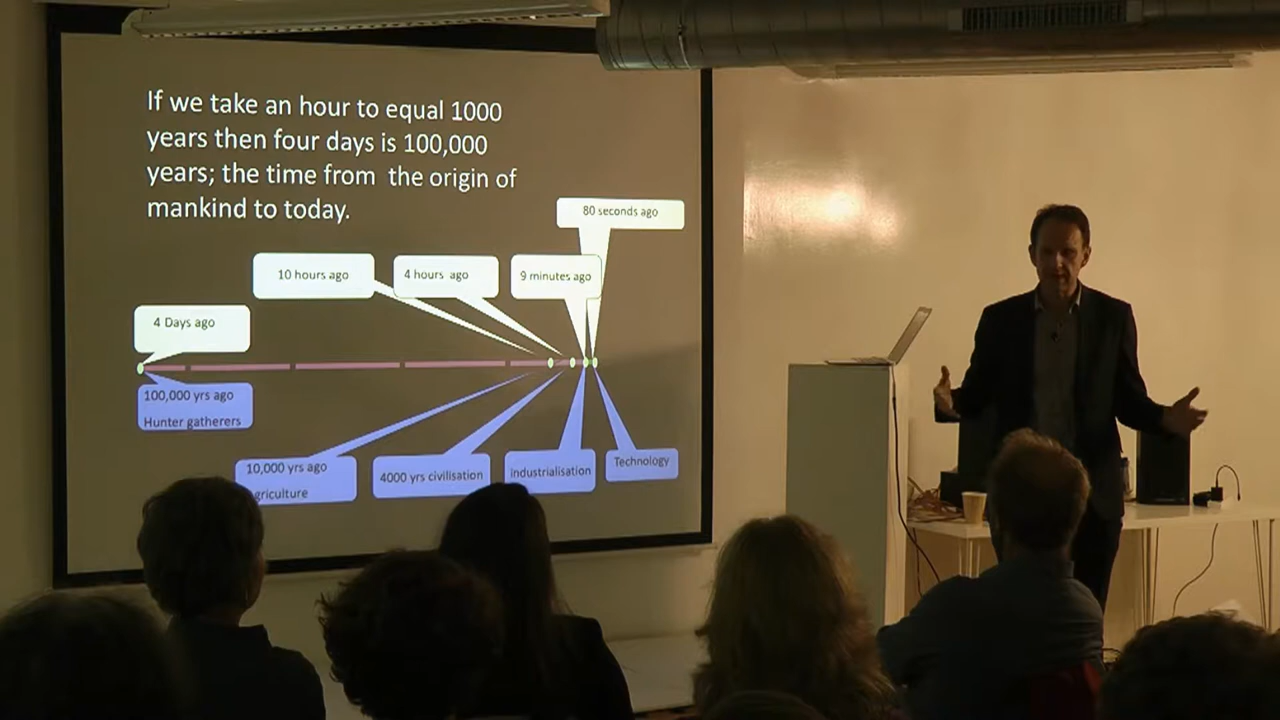 If we take an hour to equal 1000
years then four days is 100,000
years; the time from the origin of
mankind to today.
80 seconds ago
10 hours ago
4 hours ago
9 minutes ago
4 Days ago
100,000 yrs ago
Hunter gatherers
10,000 yrs ago
griculture
4000 yrs civilisation
industrialisation
Technology